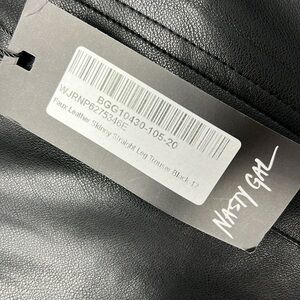 BGG10430-105-20
WJRNP6275346E
Faux Leather Skinny Straight Leg Trouser Black 12
NASTY GAL